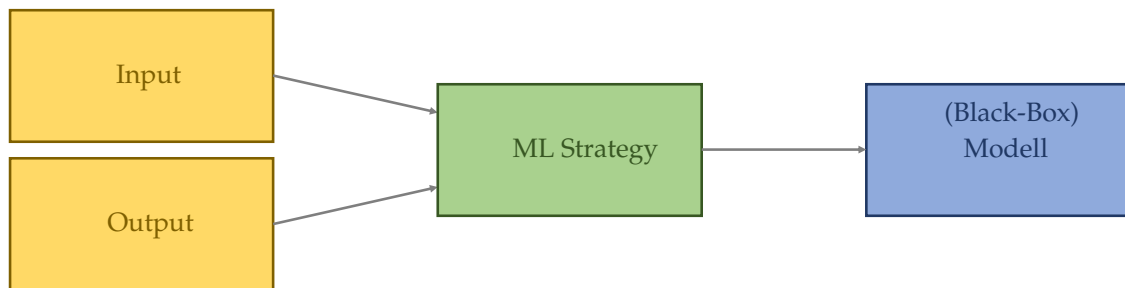 Input
Output
ML Strategy
(Black-Box)
Modell